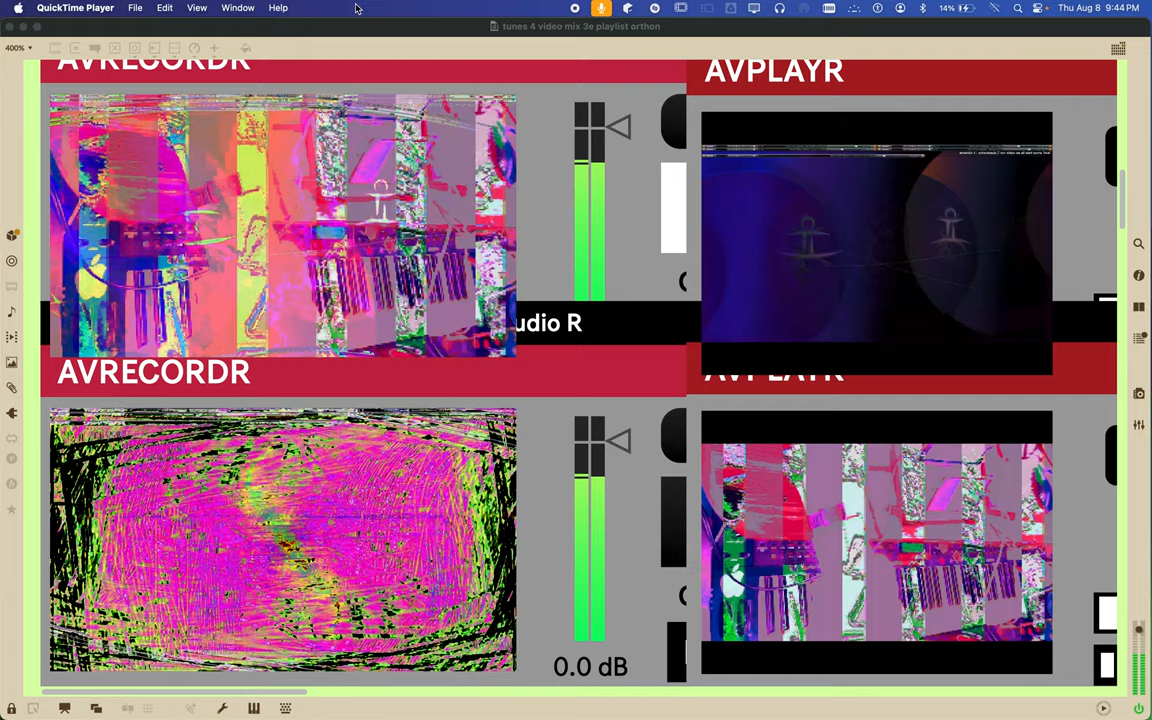 QuickTime Player File Edit View Window Help 14% Thu Aug 8 9:44 PM
tunes 4 video mix 3e playlist orthon
400%
AVRECORDR
AVPLAYR
udio R
AVRECORDR
AVPLAYR
0.0 dB